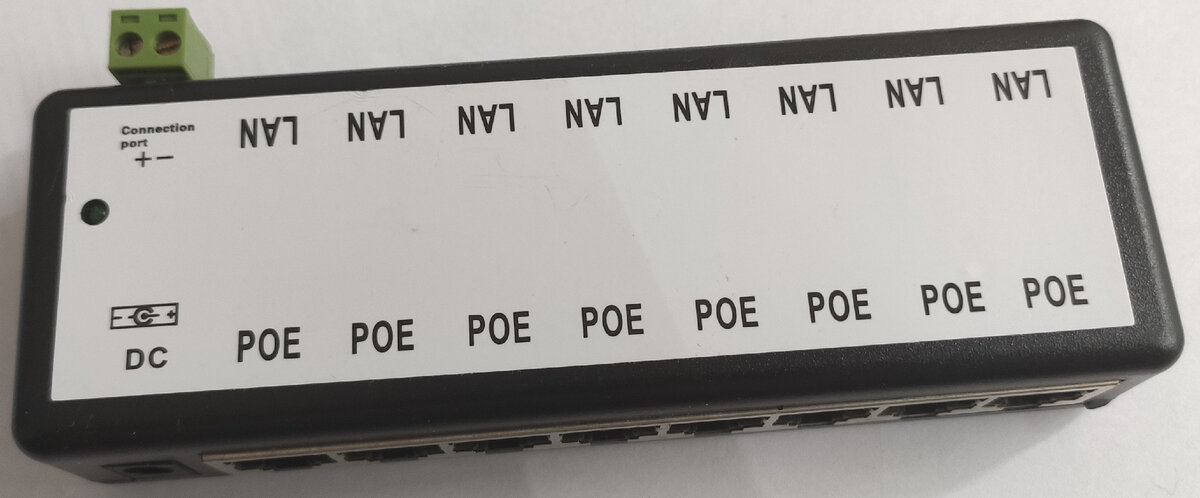 LAN LAN LAN LAN LAN LAN LAN LAN
Connection
port
+ -
- +
DC
POE POE POE POE POE POE POE POE